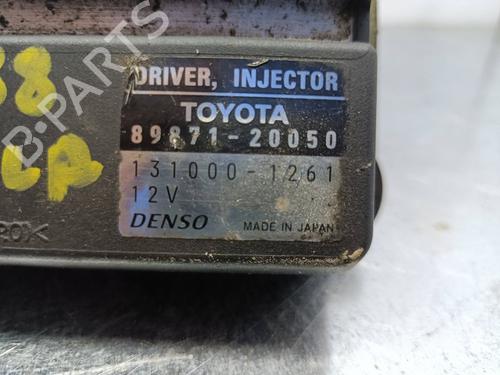 DRIVER, INJECTOR
TOYOTA
89871-20050
131000-1261
12V
DENSO MADE IN JAPAN
B-PARTS